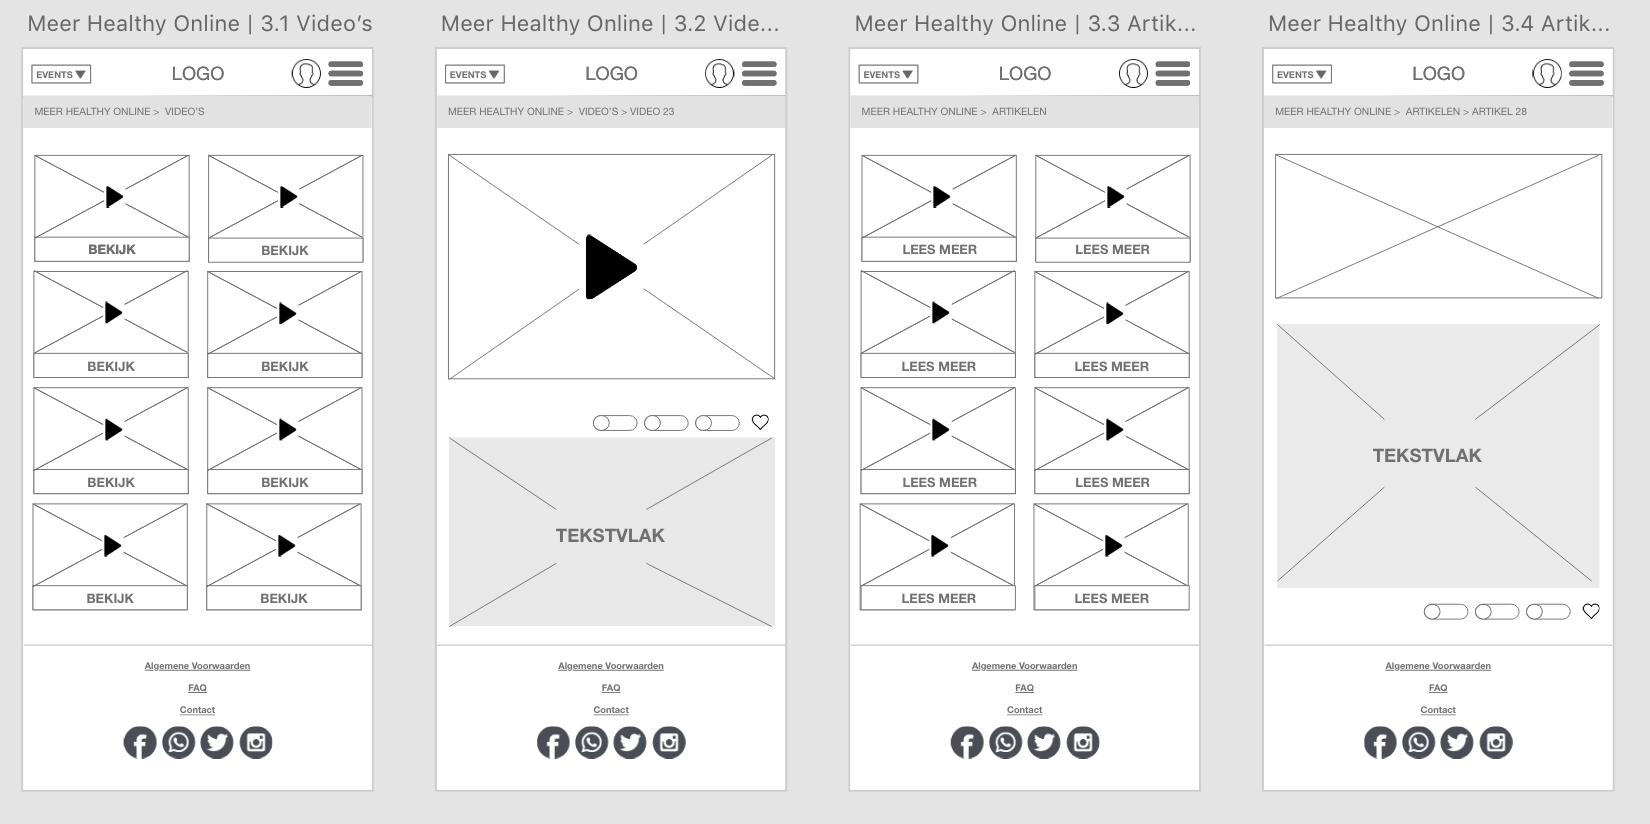 Meer Healthy Online | 3.1 Video's
EVENTS
LOGO
MEER HEALTHY ONLINE > VIDEO'S
BEKIJK
BEKIJK
BEKIJK
BEKIJK
BEKIJK
BEKIJK
BEKIJK
BEKIJK
Algemene Voorwaarden
FAQ
Contact
Meer Healthy Online | 3.2 Vide...
EVENTS
LOGO
MEER HEALTHY ONLINE > VIDEO'S > VIDEO 23
TEKSTVLAK
Algemene Voorwaarden
FAQ
Contact
Meer Healthy Online | 3.3 Artik...
EVENTS
LOGO
MEER HEALTHY ONLINE > ARTIKELEN
LEES MEER
LEES MEER
LEES MEER
LEES MEER
LEES MEER
LEES MEER
LEES MEER
LEES MEER
Algemene Voorwaarden
FAQ
Contact
Meer Healthy Online | 3.4 Artik...
EVENTS
LOGO
MEER HEALTHY ONLINE > ARTIKELEN > ARTIKEL 28
TEKSTVLAK
Algemene Voorwaarden
FAQ
Contact